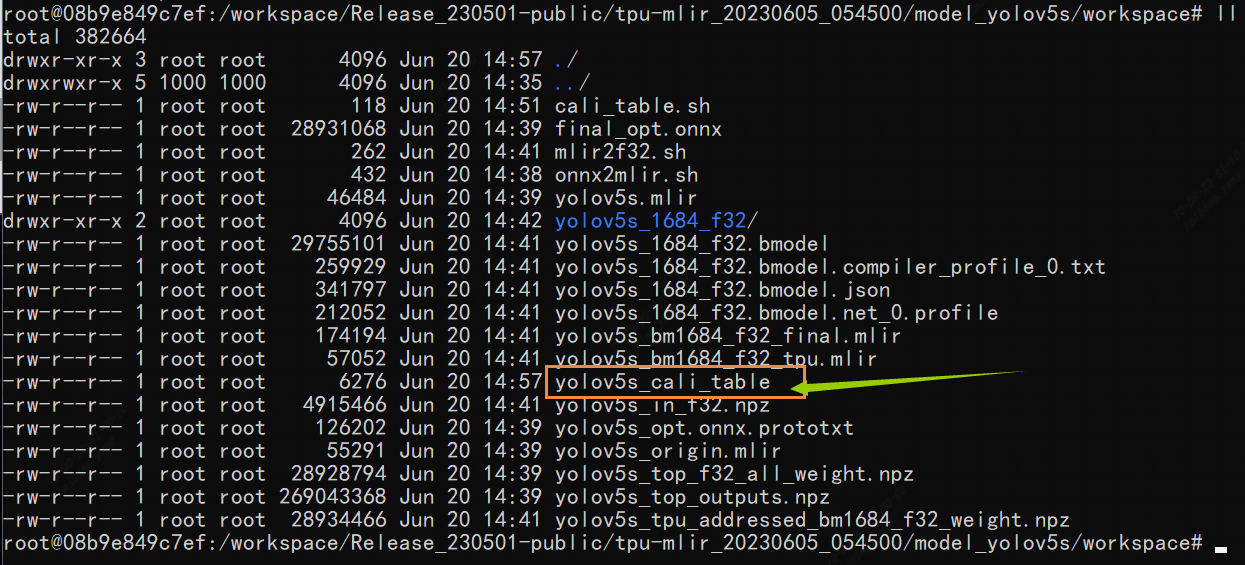 root@08b9e849c7ef:/workspace/Release_230501-public/tpu-mlir_20230605_054500/model_yolov5s/workspace# ll
total 382664
drwxr-xr-x 3 root root 4096 Jun 20 14:57 ./
drwxrwxr-x 5 1000 1000 4096 Jun 20 14:35 ../
-rw-r--r-- 1 root root 118 Jun 20 14:51 cali_table.sh
-rw-r--r-- 1 root root 28931068 Jun 20 14:39 final_opt.onnx
-rw-r--r-- 1 root root 262 Jun 20 14:41 mlir2f32.sh
-rw-r--r-- 1 root root 432 Jun 20 14:38 onnx2mlir.sh
-rw-r--r-- 1 root root 46484 Jun 20 14:39 yolov5s.mlir
drwxr-xr-x 2 root root 4096 Jun 20 14:42 yolov5s_1684_f32/
-rw-r--r-- 1 root root 29755101 Jun 20 14:41 yolov5s_1684_f32.bmodel
-rw-r--r-- 1 root root 259929 Jun 20 14:41 yolov5s_1684_f32.bmodel.compiler_profile_0.txt
-rw-r--r-- 1 root root 341797 Jun 20 14:41 yolov5s_1684_f32.bmodel.json
-rw-r--r-- 1 root root 212052 Jun 20 14:41 yolov5s_1684_f32.bmodel.net_0.profile
-rw-r--r-- 1 root root 174194 Jun 20 14:41 yolov5s_bm1684_f32_final.mlir
-rw-r--r-- 1 root root 57052 Jun 20 14:41 yolov5s_bm1684_f32_tpu.mlir
-rw-r--r-- 1 root root 6276 Jun 20 14:57 yolov5s_cali_table
-rw-r--r-- 1 root root 4915466 Jun 20 14:41 yolov5s_in_f32.npz
-rw-r--r-- 1 root root 126202 Jun 20 14:39 yolov5s_opt.onnx.prototxt
-rw-r--r-- 1 root root 55291 Jun 20 14:39 yolov5s_origin.mlir
-rw-r--r-- 1 root root 28928794 Jun 20 14:39 yolov5s_top_f32_all_weight.npz
-rw-r--r-- 1 root root 269043368 Jun 20 14:39 yolov5s_top_outputs.npz
-rw-r--r-- 1 root root 28934466 Jun 20 14:41 yolov5s_tpu_addressed_bm1684_f32_weight.npz
root@08b9e849c7ef:/workspace/Release_230501-public/tpu-mlir_20230605_054500/model_yolov5s/workspace#